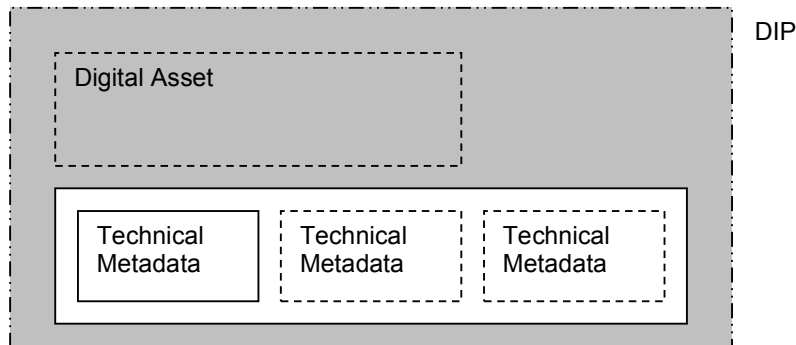 DIP
Digital Asset
Technical
Metadata
Technical
Metadata
Technical
Metadata